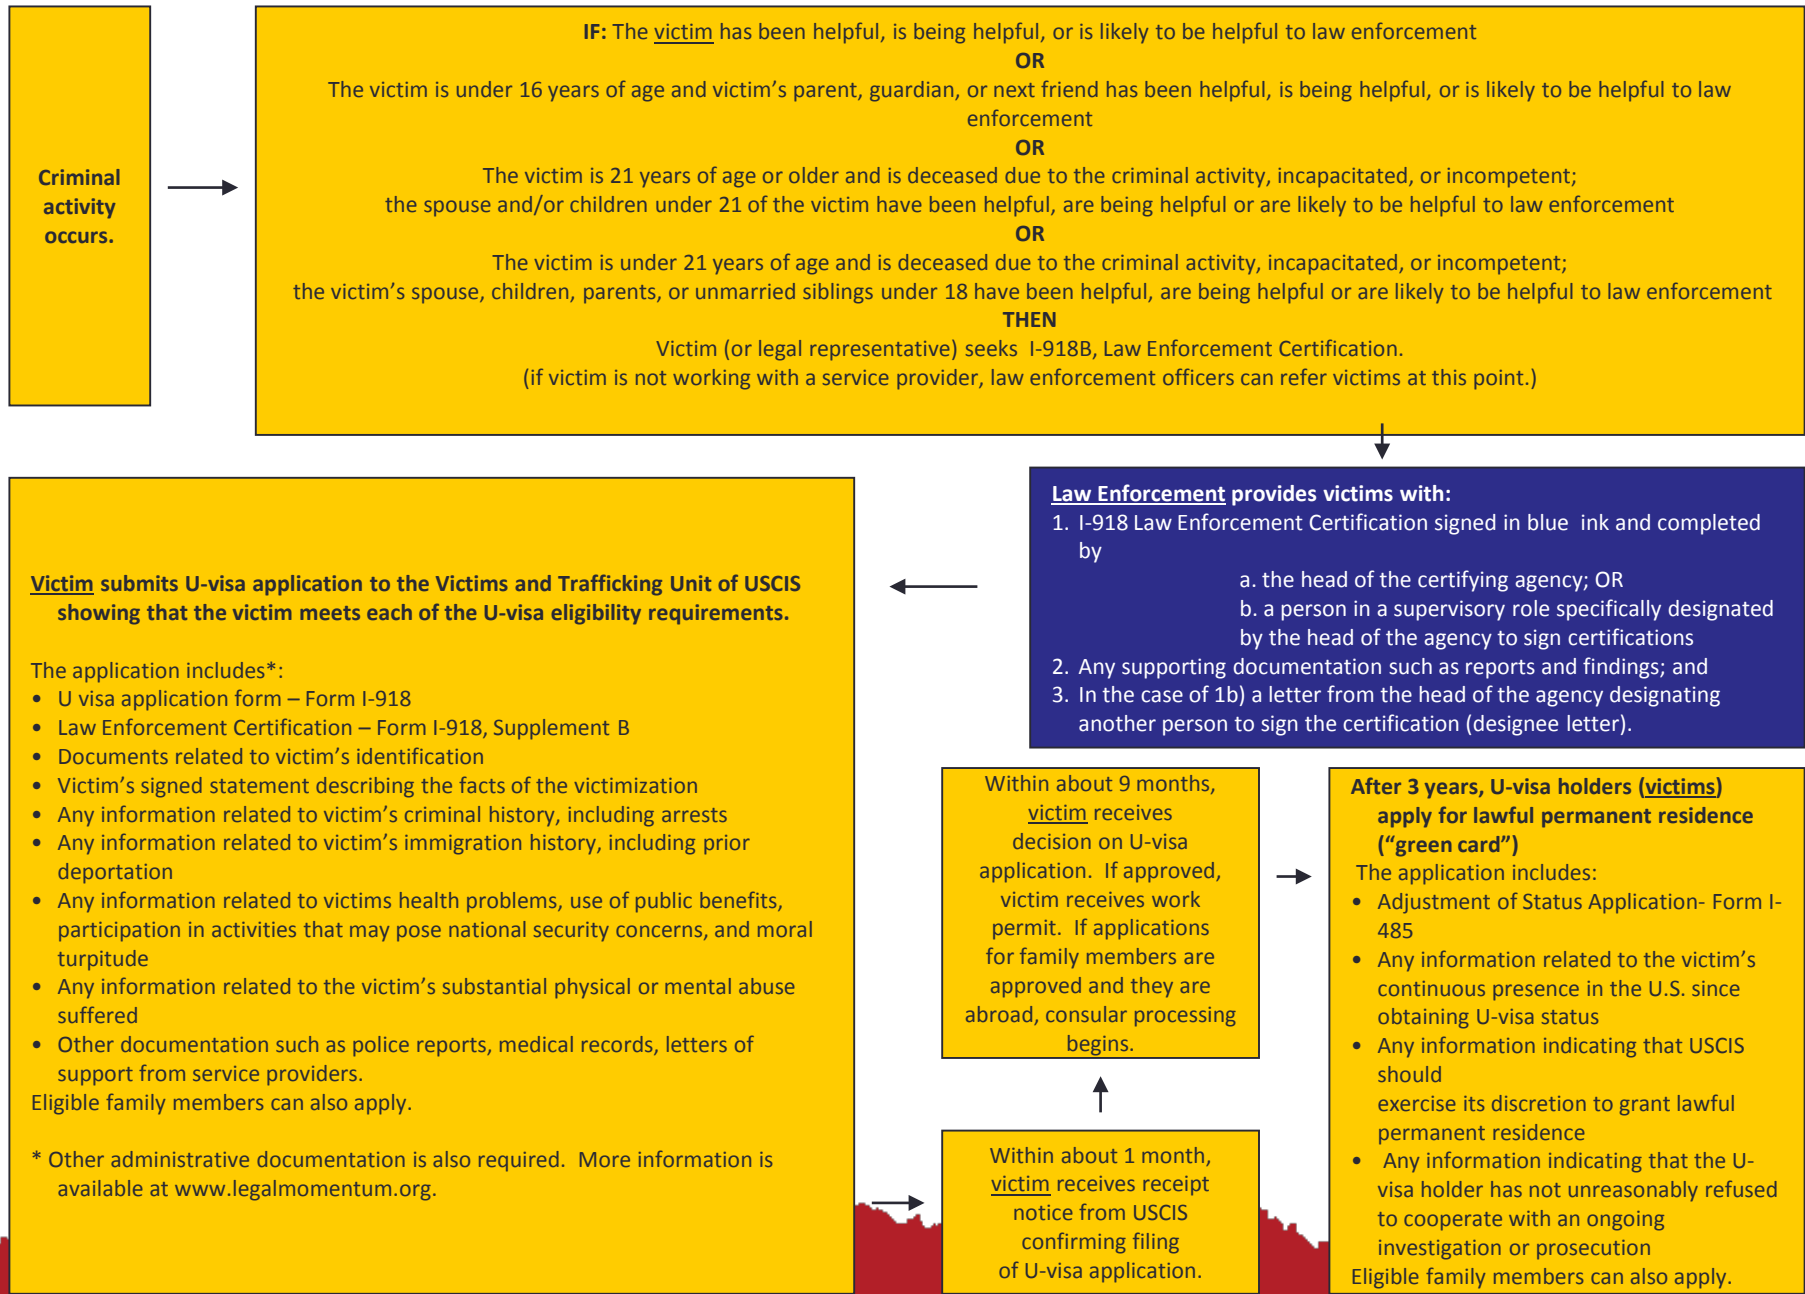 Criminal
activity
occurs.
IF: The victim has been helpful, is being helpful, or is likely to be helpful to law enforcement
OR
The victim is under 16 years of age and victim’s parent, guardian, or next friend has been helpful, is being helpful, or is likely to be helpful to law
enforcement
OR
The victim is 21 years of age or older and is deceased due to the criminal activity, incapacitated, or incompetent;
the spouse and/or children under 21 of the victim have been helpful, are being helpful or are likely to be helpful to law enforcement
OR
The victim is under 21 years of age and is deceased due to the criminal activity, incapacitated, or incompetent;
the victim’s spouse, children, parents, or unmarried siblings under 18 have been helpful, are being helpful or are likely to be helpful to law enforcement
THEN
Victim (or legal representative) seeks I-918B, Law Enforcement Certification.
(if victim is not working with a service provider, law enforcement officers can refer victims at this point.)
Law Enforcement provides victims with:
1. I-918 Law Enforcement Certification signed in blue ink and completed
by
a. the head of the certifying agency; OR
b. a person in a supervisory role specifically designated
by the head of the agency to sign certifications
2. Any supporting documentation such as reports and findings; and
3. In the case of 1b) a letter from the head of the agency designating
another person to sign the certification (designee letter).
Victim submits U-visa application to the Victims and Trafficking Unit of USCIS
showing that the victim meets each of the U-visa eligibility requirements.
The application includes*:
• U visa application form – Form I-918
• Law Enforcement Certification – Form I-918, Supplement B
• Documents related to victim’s identification
• Victim’s signed statement describing the facts of the victimization
• Any information related to victim’s criminal history, including arrests
• Any information related to victim’s immigration history, including prior
deportation
• Any information related to victims health problems, use of public benefits,
participation in activities that may pose national security concerns, and moral
turpitude
• Any information related to the victim’s substantial physical or mental abuse
suffered
• Other documentation such as police reports, medical records, letters of
support from service providers.
Eligible family members can also apply.
* Other administrative documentation is also required. More information is
available at www.legalmomentum.org.
Within about 1 month,
victim receives receipt
notice from USCIS
confirming filing
of U-visa application.
Within about 9 months,
victim receives
decision on U-visa
application. If approved,
victim receives work
permit. If applications
for family members are
approved and they are
abroad, consular processing
begins.
After 3 years, U-visa holders (victims)
apply for lawful permanent residence
(“green card”)
The application includes:
• Adjustment of Status Application- Form I-
485
• Any information related to the victim’s
continuous presence in the U.S. since
obtaining U-visa status
• Any information indicating that USCIS
should
exercise its discretion to grant lawful
permanent residence
• Any information indicating that the U-
visa holder has not unreasonably refused
to cooperate with an ongoing
investigation or prosecution
Eligible family members can also apply.